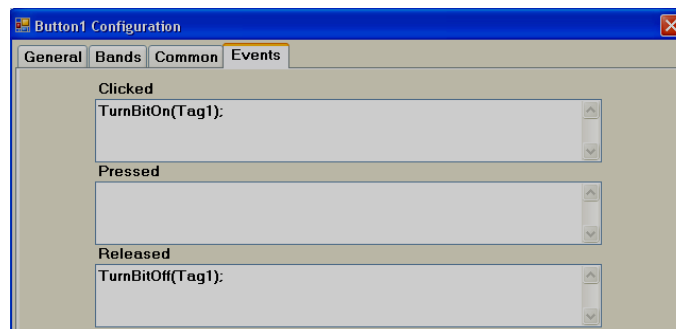 Button1 Configuration
General Bands Common Events
Clicked
TurnBitOn(Tag1);
Pressed
Released
TurnBitOff(Tag1);